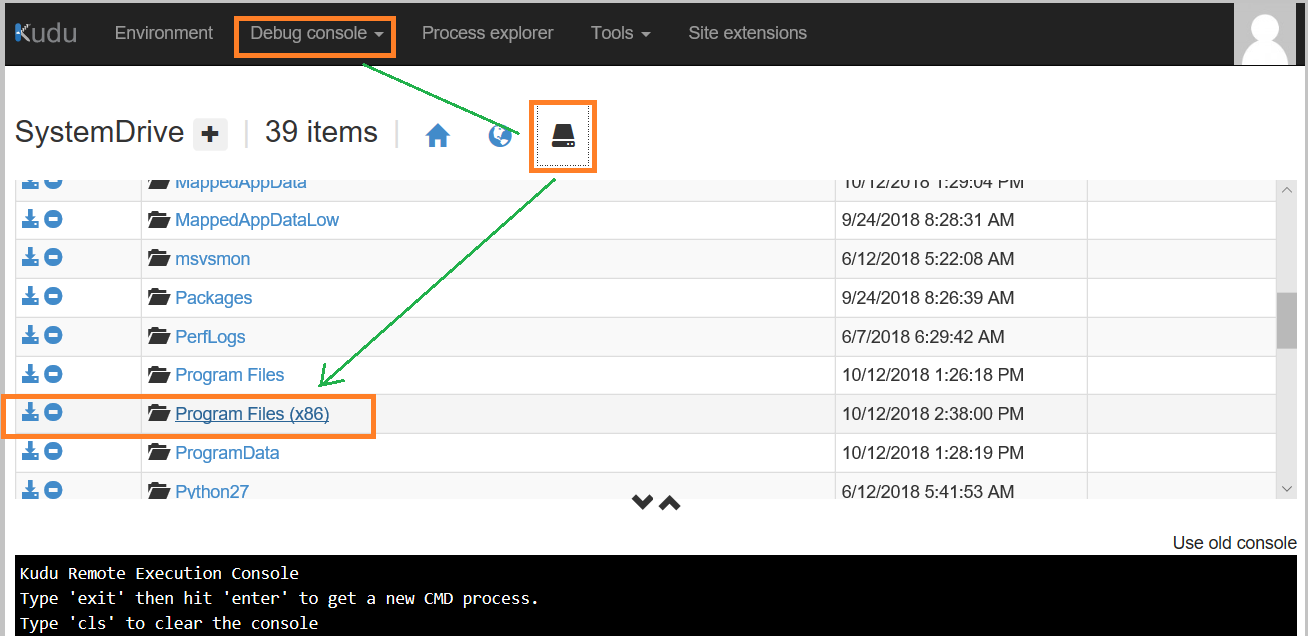 Kudu Environment Debug console Process explorer Tools Site extensions
SystemDrive 39 items
MappedAppData 10/12/2018 1:29:04 PM
MappedAppDataLow 9/24/2018 8:28:31 AM
msvsmon 6/12/2018 5:22:08 AM
Packages 9/24/2018 8:26:39 AM
PerfLogs 6/7/2018 6:29:42 AM
Program Files 10/12/2018 1:26:18 PM
Program Files (x86) 10/12/2018 2:38:00 PM
ProgramData 10/12/2018 1:28:19 PM
Python27 6/12/2018 5:41:53 AM
Use old console
Kudu Remote Execution Console
Type 'exit' then hit 'enter' to get a new CMD process.
Type 'cls' to clear the console